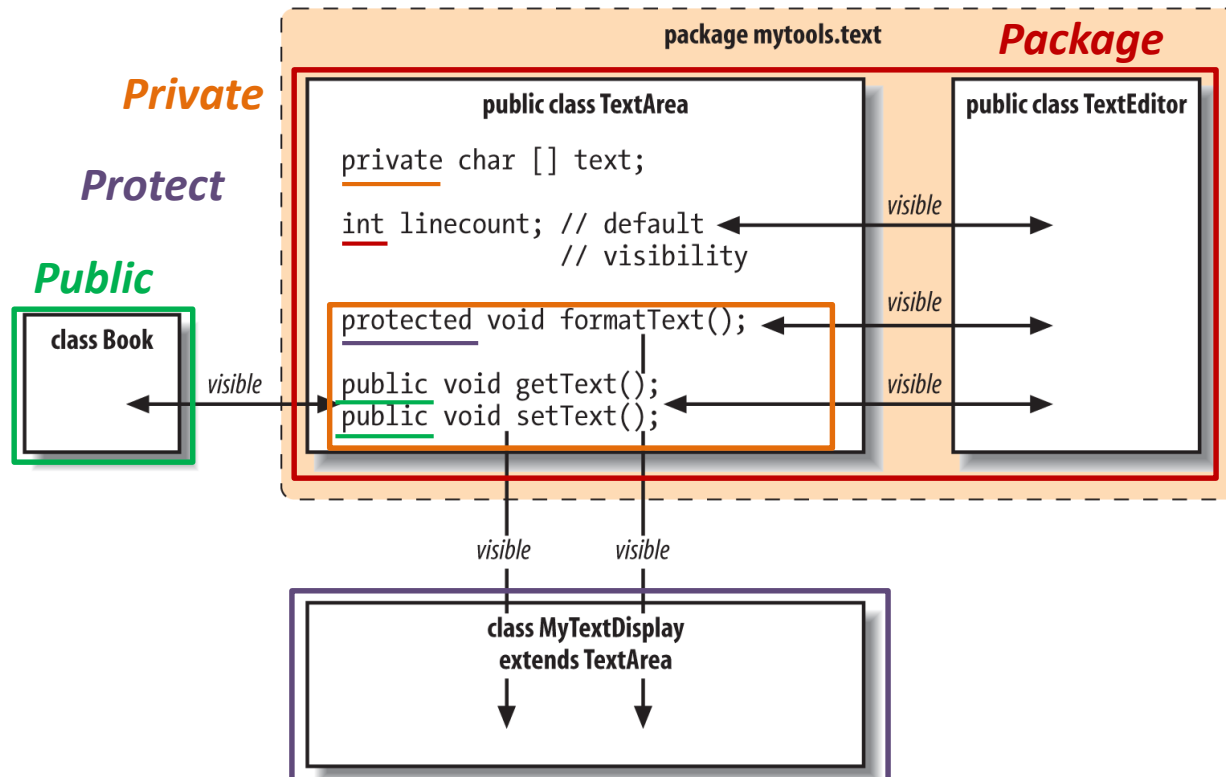 package mytools.text
Package
Private
public class TextArea
public class TextEditor
private char [] text;
Protect
int linecount; // default
visible
// visibility
Public
protected void formatText();
visible
class Book
visible
public void getText();
visible
public void setText();
visible
visible
class MyTextDisplay
extends TextArea